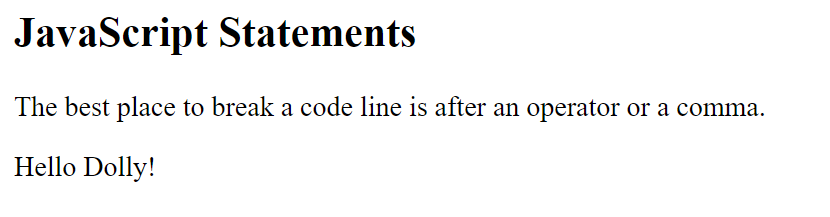 JavaScript Statements
The best place to break a code line is after an operator or a comma.
Hello Dolly!